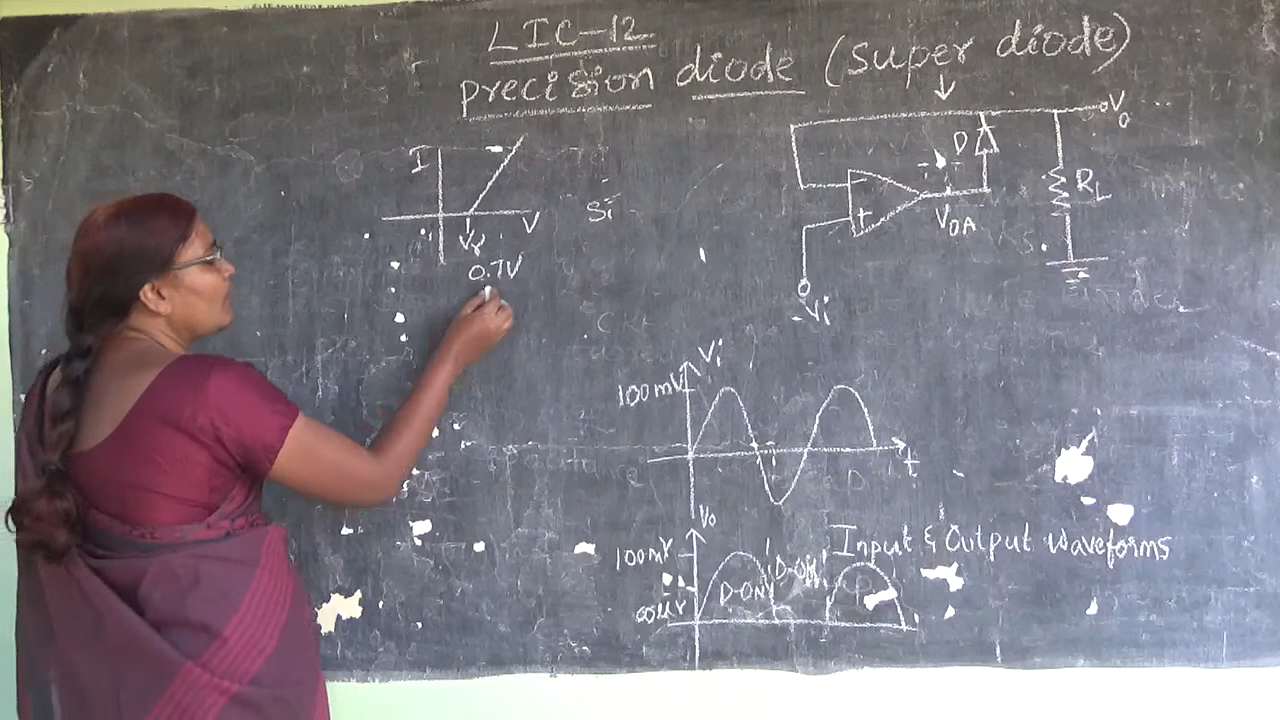 LIC-12
precision diode (super diode)
I
V
Vγ
0.7V
Si
D
Vo
RL
VOA
Vi
Vi
100mV
t
Vo
100mV
Input & Output Waveforms
D-ON